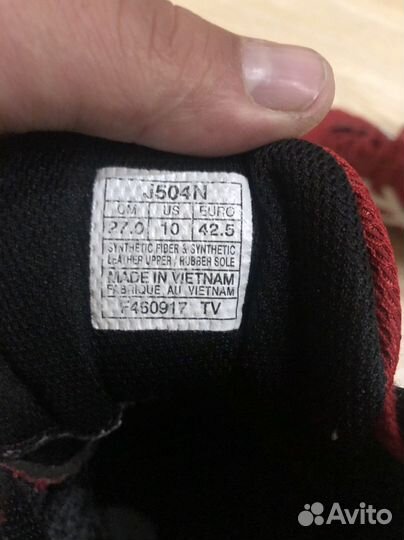 J504N
CM US EURO
27.0 10 42.5
SYNTHETIC FIBER & SYNTHETIC
LEATHER UPPER / RUBBER SOLE
MADE IN VIETNAM
FABRIQUE AU VIETNAM
F460917 TV
Avito